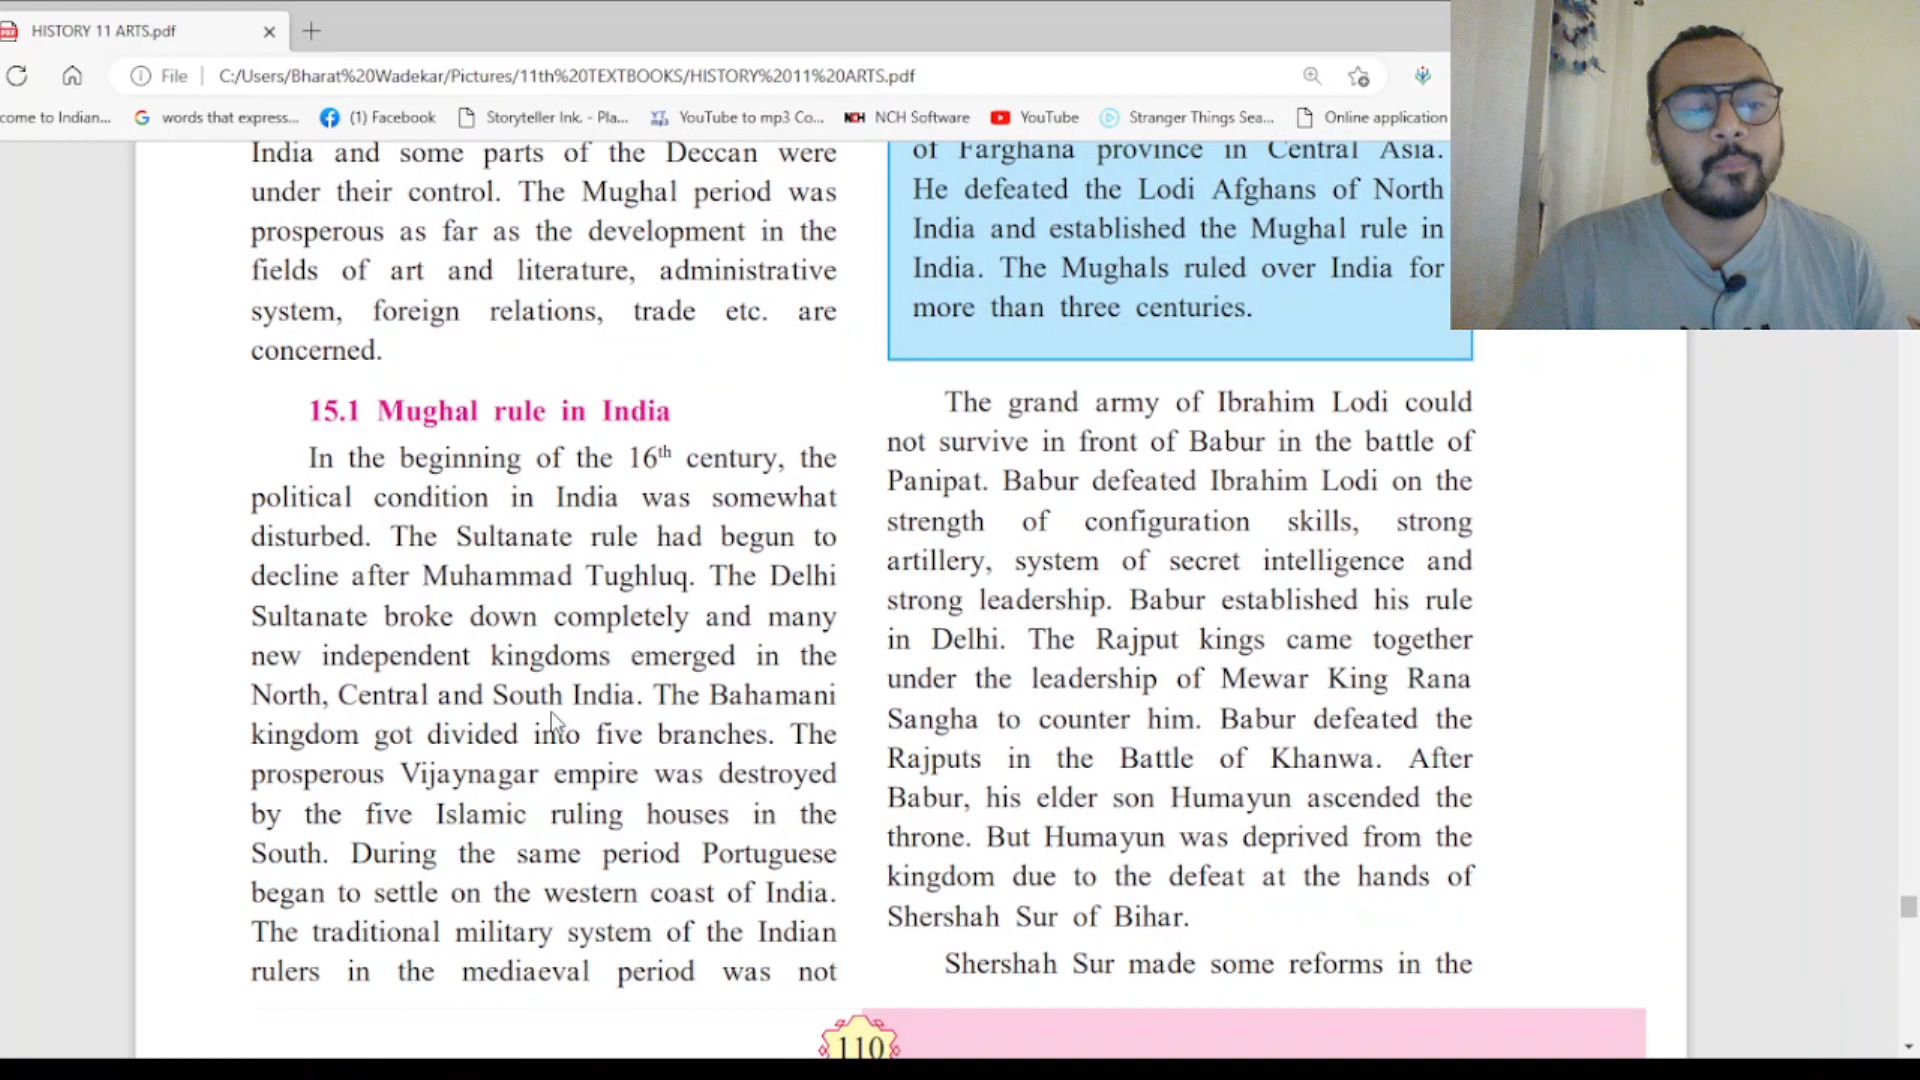 HISTORY 11 ARTS.pdf
File
C:/Users/Bharat%20Wadekar/Pictures/11th%20TEXTBOOKS/HISTORY%2011%20ARTS.pdf
come to Indian...
words that express...
(1) Facebook
Storyteller Ink. - Pla...
YouTube to mp3 Co...
NCH Software
YouTube
Stranger Things Sea...
Online application
India and some parts of the Deccan were
under their control. The Mughal period was
prosperous as far as the development in the
fields of art and literature, administrative
system, foreign relations, trade etc. are
concerned.
15.1 Mughal rule in India
In the beginning of the 16th century, the
political condition in India was somewhat
disturbed. The Sultanate rule had begun to
decline after Muhammad Tughluq. The Delhi
Sultanate broke down completely and many
new independent kingdoms emerged in the
North, Central and South India. The Bahamani
kingdom got divided into five branches. The
prosperous Vijaynagar empire was destroyed
by the five Islamic ruling houses in the
South. During the same period Portuguese
began to settle on the western coast of India.
The traditional military system of the Indian
rulers in the mediaeval period was not
of Farghana province in Central Asia.
He defeated the Lodi Afghans of North
India and established the Mughal rule in
India. The Mughals ruled over India for
more than three centuries.
The grand army of Ibrahim Lodi could
not survive in front of Babur in the battle of
Panipat. Babur defeated Ibrahim Lodi on the
strength of configuration skills, strong
artillery, system of secret intelligence and
strong leadership. Babur established his rule
in Delhi. The Rajput kings came together
under the leadership of Mewar King Rana
Sangha to counter him. Babur defeated the
Rajputs in the Battle of Khanwa. After
Babur, his elder son Humayun ascended the
throne. But Humayun was deprived from the
kingdom due to the defeat at the hands of
Shershah Sur of Bihar.
Shershah Sur made some reforms in the
110